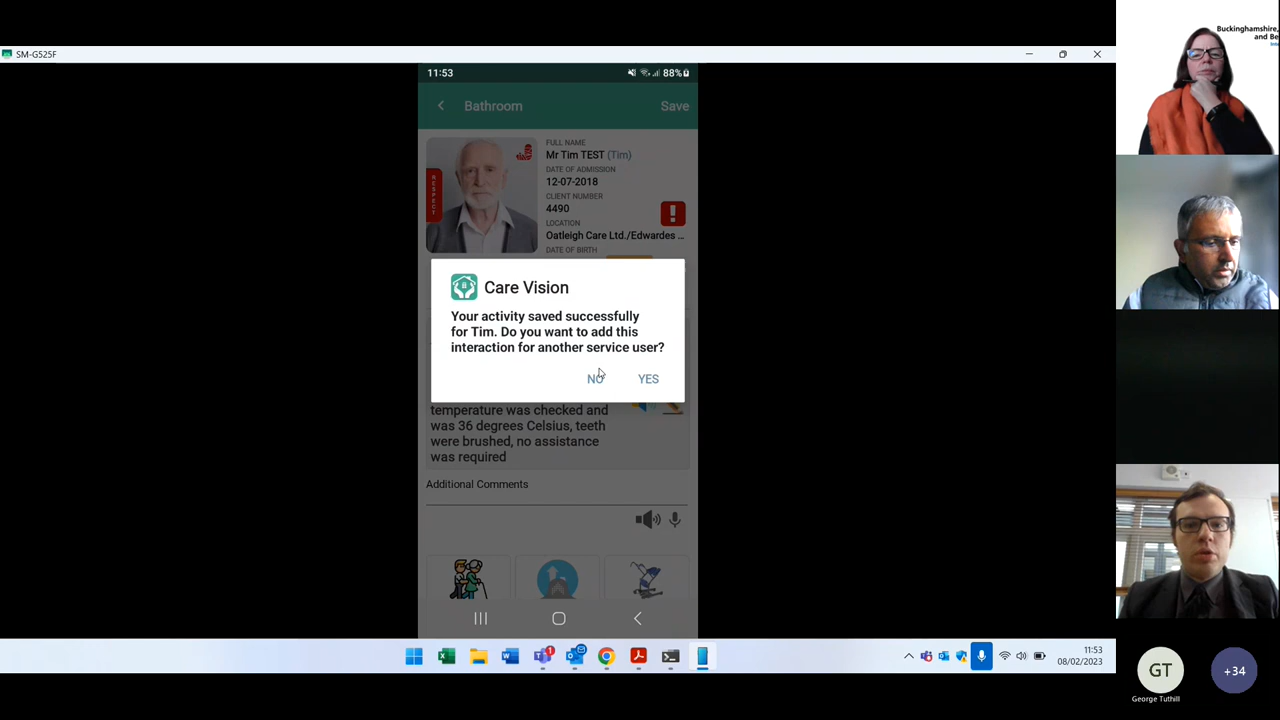 SM-G525F
11:53
88%
Bathroom
Save
RESPECT
FULL NAME
Mr Tim TEST (Tim)
DATE OF ADMISSION
12-07-2018
CLIENT NUMBER
4490
LOCATION
Oatleigh Care Ltd./Edwardes ...
DATE OF BIRTH
Care Vision
Your activity saved successfully
for Tim. Do you want to add this
interaction for another service user?
NO
YES
temperature was checked and
was 36 degrees Celsius, teeth
were brushed, no assistance
was required
Additional Comments
11:53
08/02/2023
Buckinghamshire,
and Be
GT
+34
George Tuthill